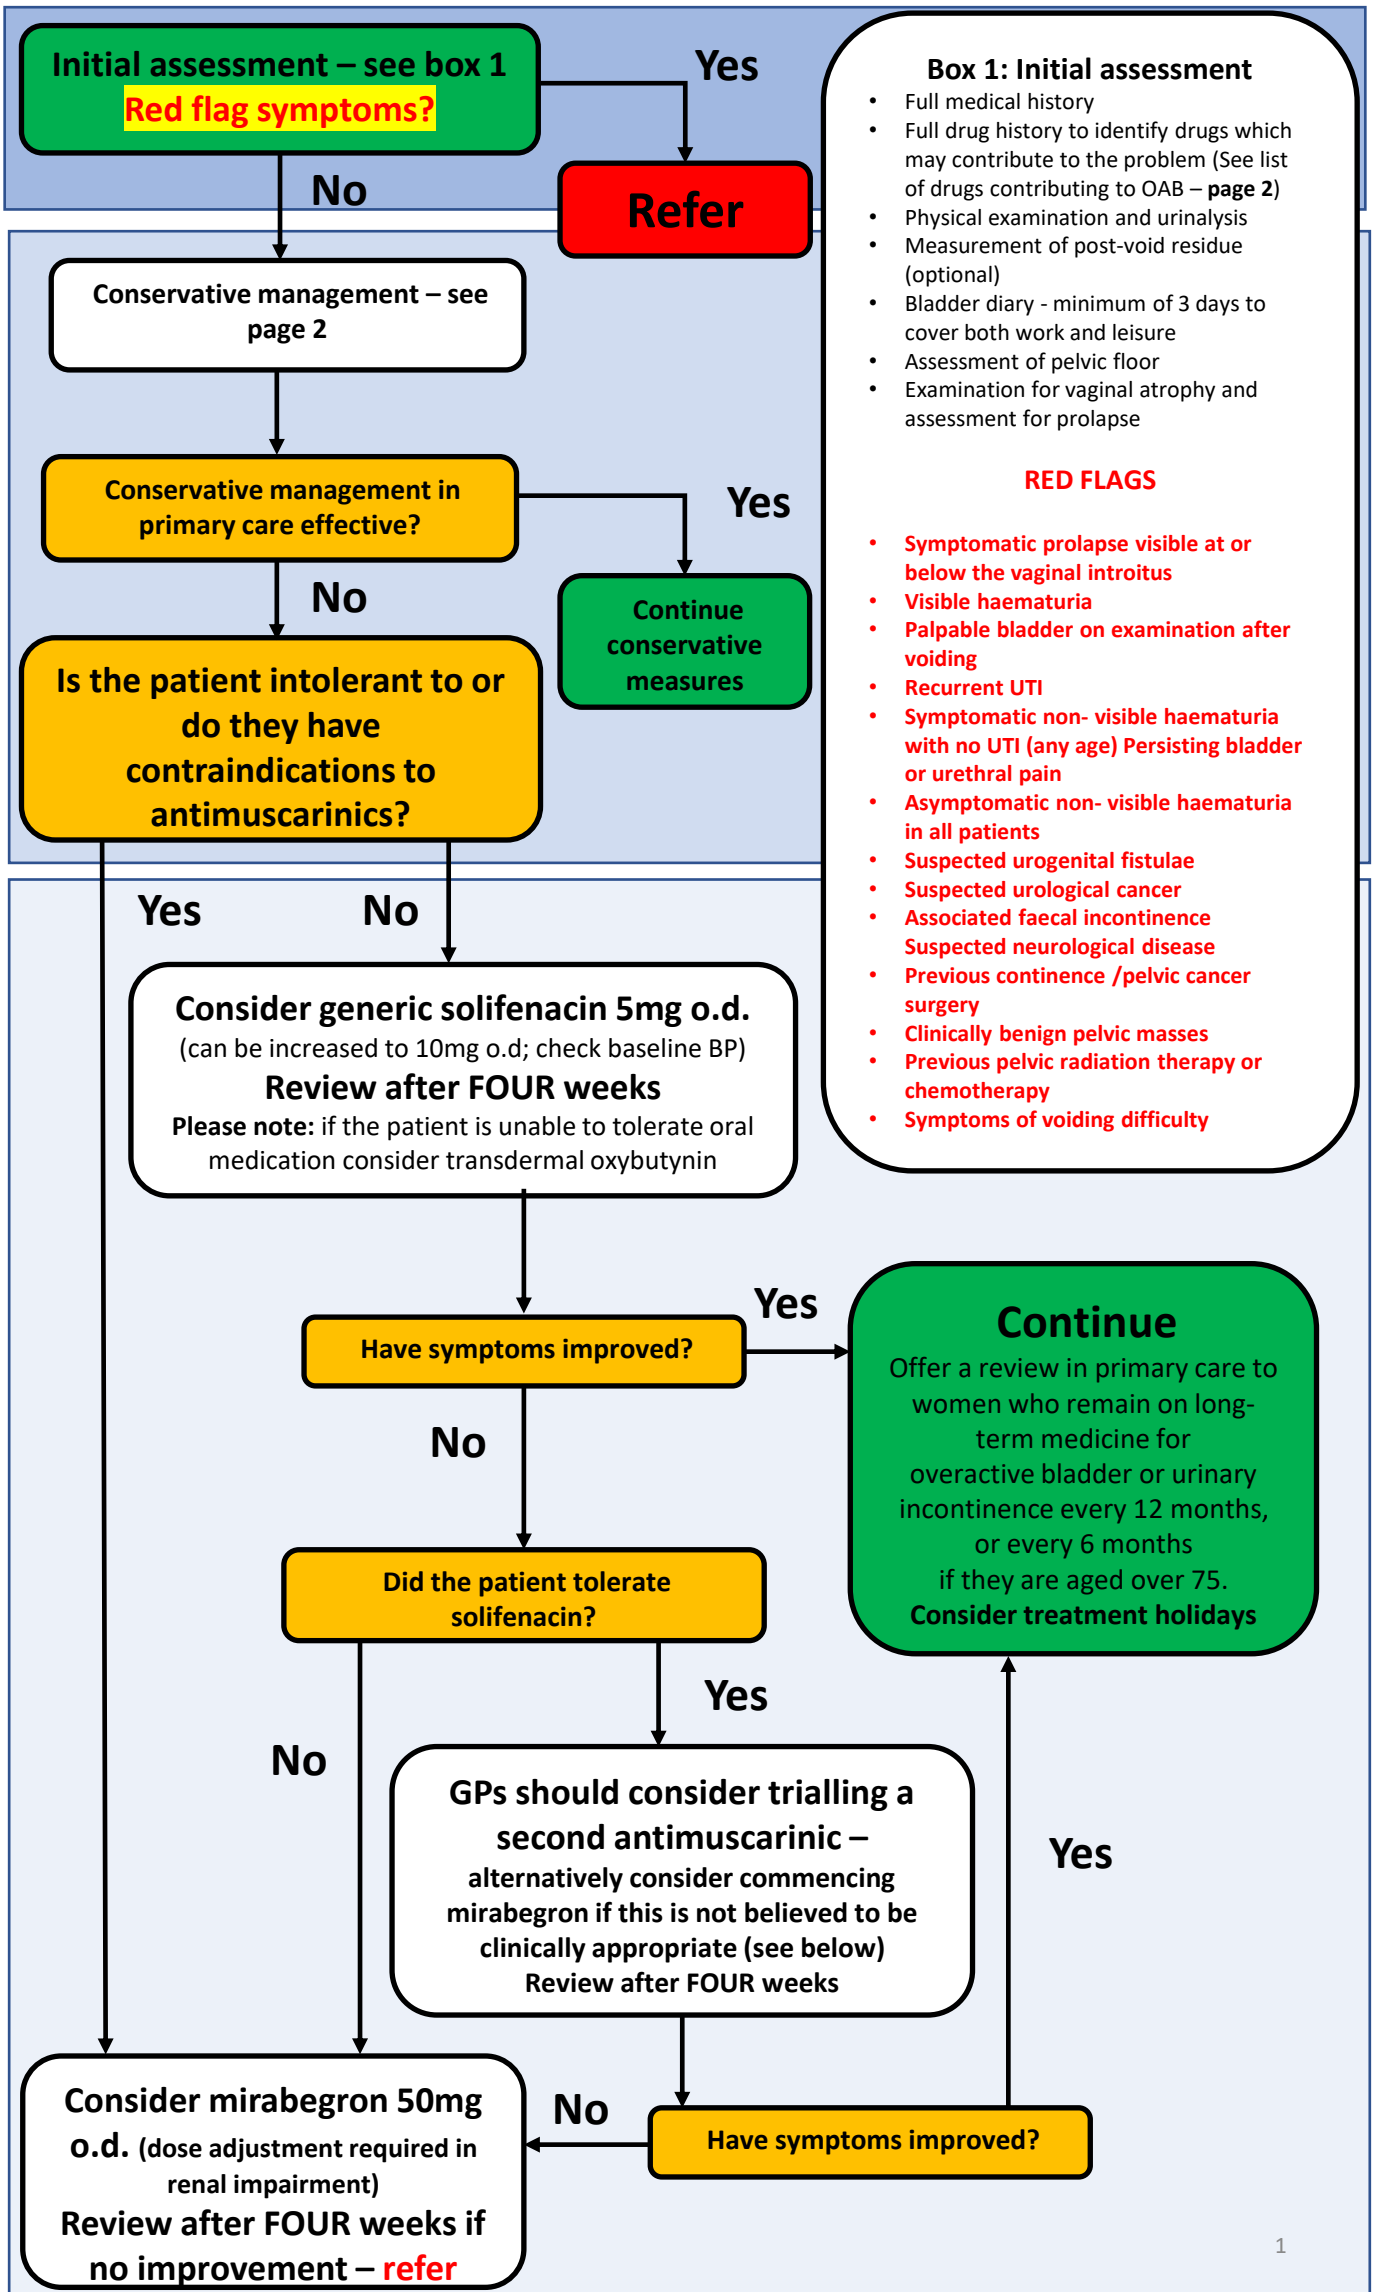 Initial assessment – see box 1
Red flag symptoms?
Yes
No
Refer
Conservative management – see
page 2
Conservative management in
primary care effective?
Yes
No
Continue
conservative
measures
Is the patient intolerant to or
do they have
contraindications to
antimuscarinics?
Box 1: Initial assessment
• Full medical history
• Full drug history to identify drugs which
may contribute to the problem (See list
of drugs contributing to OAB – page 2)
• Physical examination and urinalysis
• Measurement of post-void residue
(optional)
• Bladder diary - minimum of 3 days to
cover both work and leisure
• Assessment of pelvic floor
• Examination for vaginal atrophy and
assessment for prolapse
RED FLAGS
• Symptomatic prolapse visible at or
below the vaginal introitus
• Visible haematuria
• Palpable bladder on examination after
voiding
• Recurrent UTI
• Symptomatic non- visible haematuria
with no UTI (any age) Persisting bladder
or urethral pain
• Asymptomatic non- visible haematuria
in all patients
• Suspected urogenital fistulae
• Suspected urological cancer
• Associated faecal incontinence
Suspected neurological disease
• Previous continence /pelvic cancer
surgery
• Clinically benign pelvic masses
• Previous pelvic radiation therapy or
chemotherapy
• Symptoms of voiding difficulty
Yes
No
Consider generic solifenacin 5mg o.d.
(can be increased to 10mg o.d; check baseline BP)
Review after FOUR weeks
Please note: if the patient is unable to tolerate oral
medication consider transdermal oxybutynin
Have symptoms improved?
Yes
No
Continue
Offer a review in primary care to
women who remain on long-
term medicine for
overactive bladder or urinary
incontinence every 12 months,
or every 6 months
if they are aged over 75.
Consider treatment holidays
Did the patient tolerate
solifenacin?
Yes
No
GPs should consider trialling a
second antimuscarinic –
alternatively consider commencing
mirabegron if this is not believed to be
clinically appropriate (see below)
Review after FOUR weeks
Yes
Have symptoms improved?
No
Consider mirabegron 50mg
o.d. (dose adjustment required in
renal impairment)
Review after FOUR weeks if
no improvement – refer
1